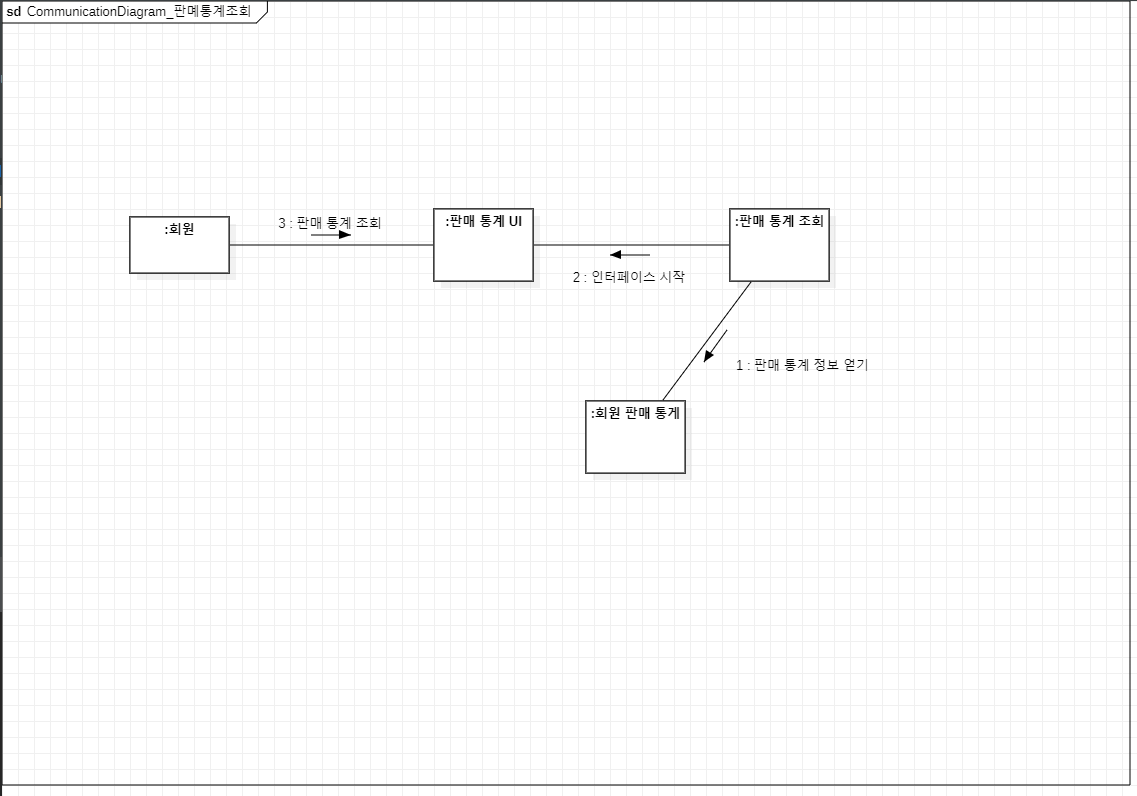 sd CommunicationDiagram_판몌통계조회
:회원
3 : 판매 통계 조회
:판매 통계 UI
2 : 인터페이스 시작
:판매 통계 조회
1 : 판매 통계 정보 얻기
:회원 판매 통게